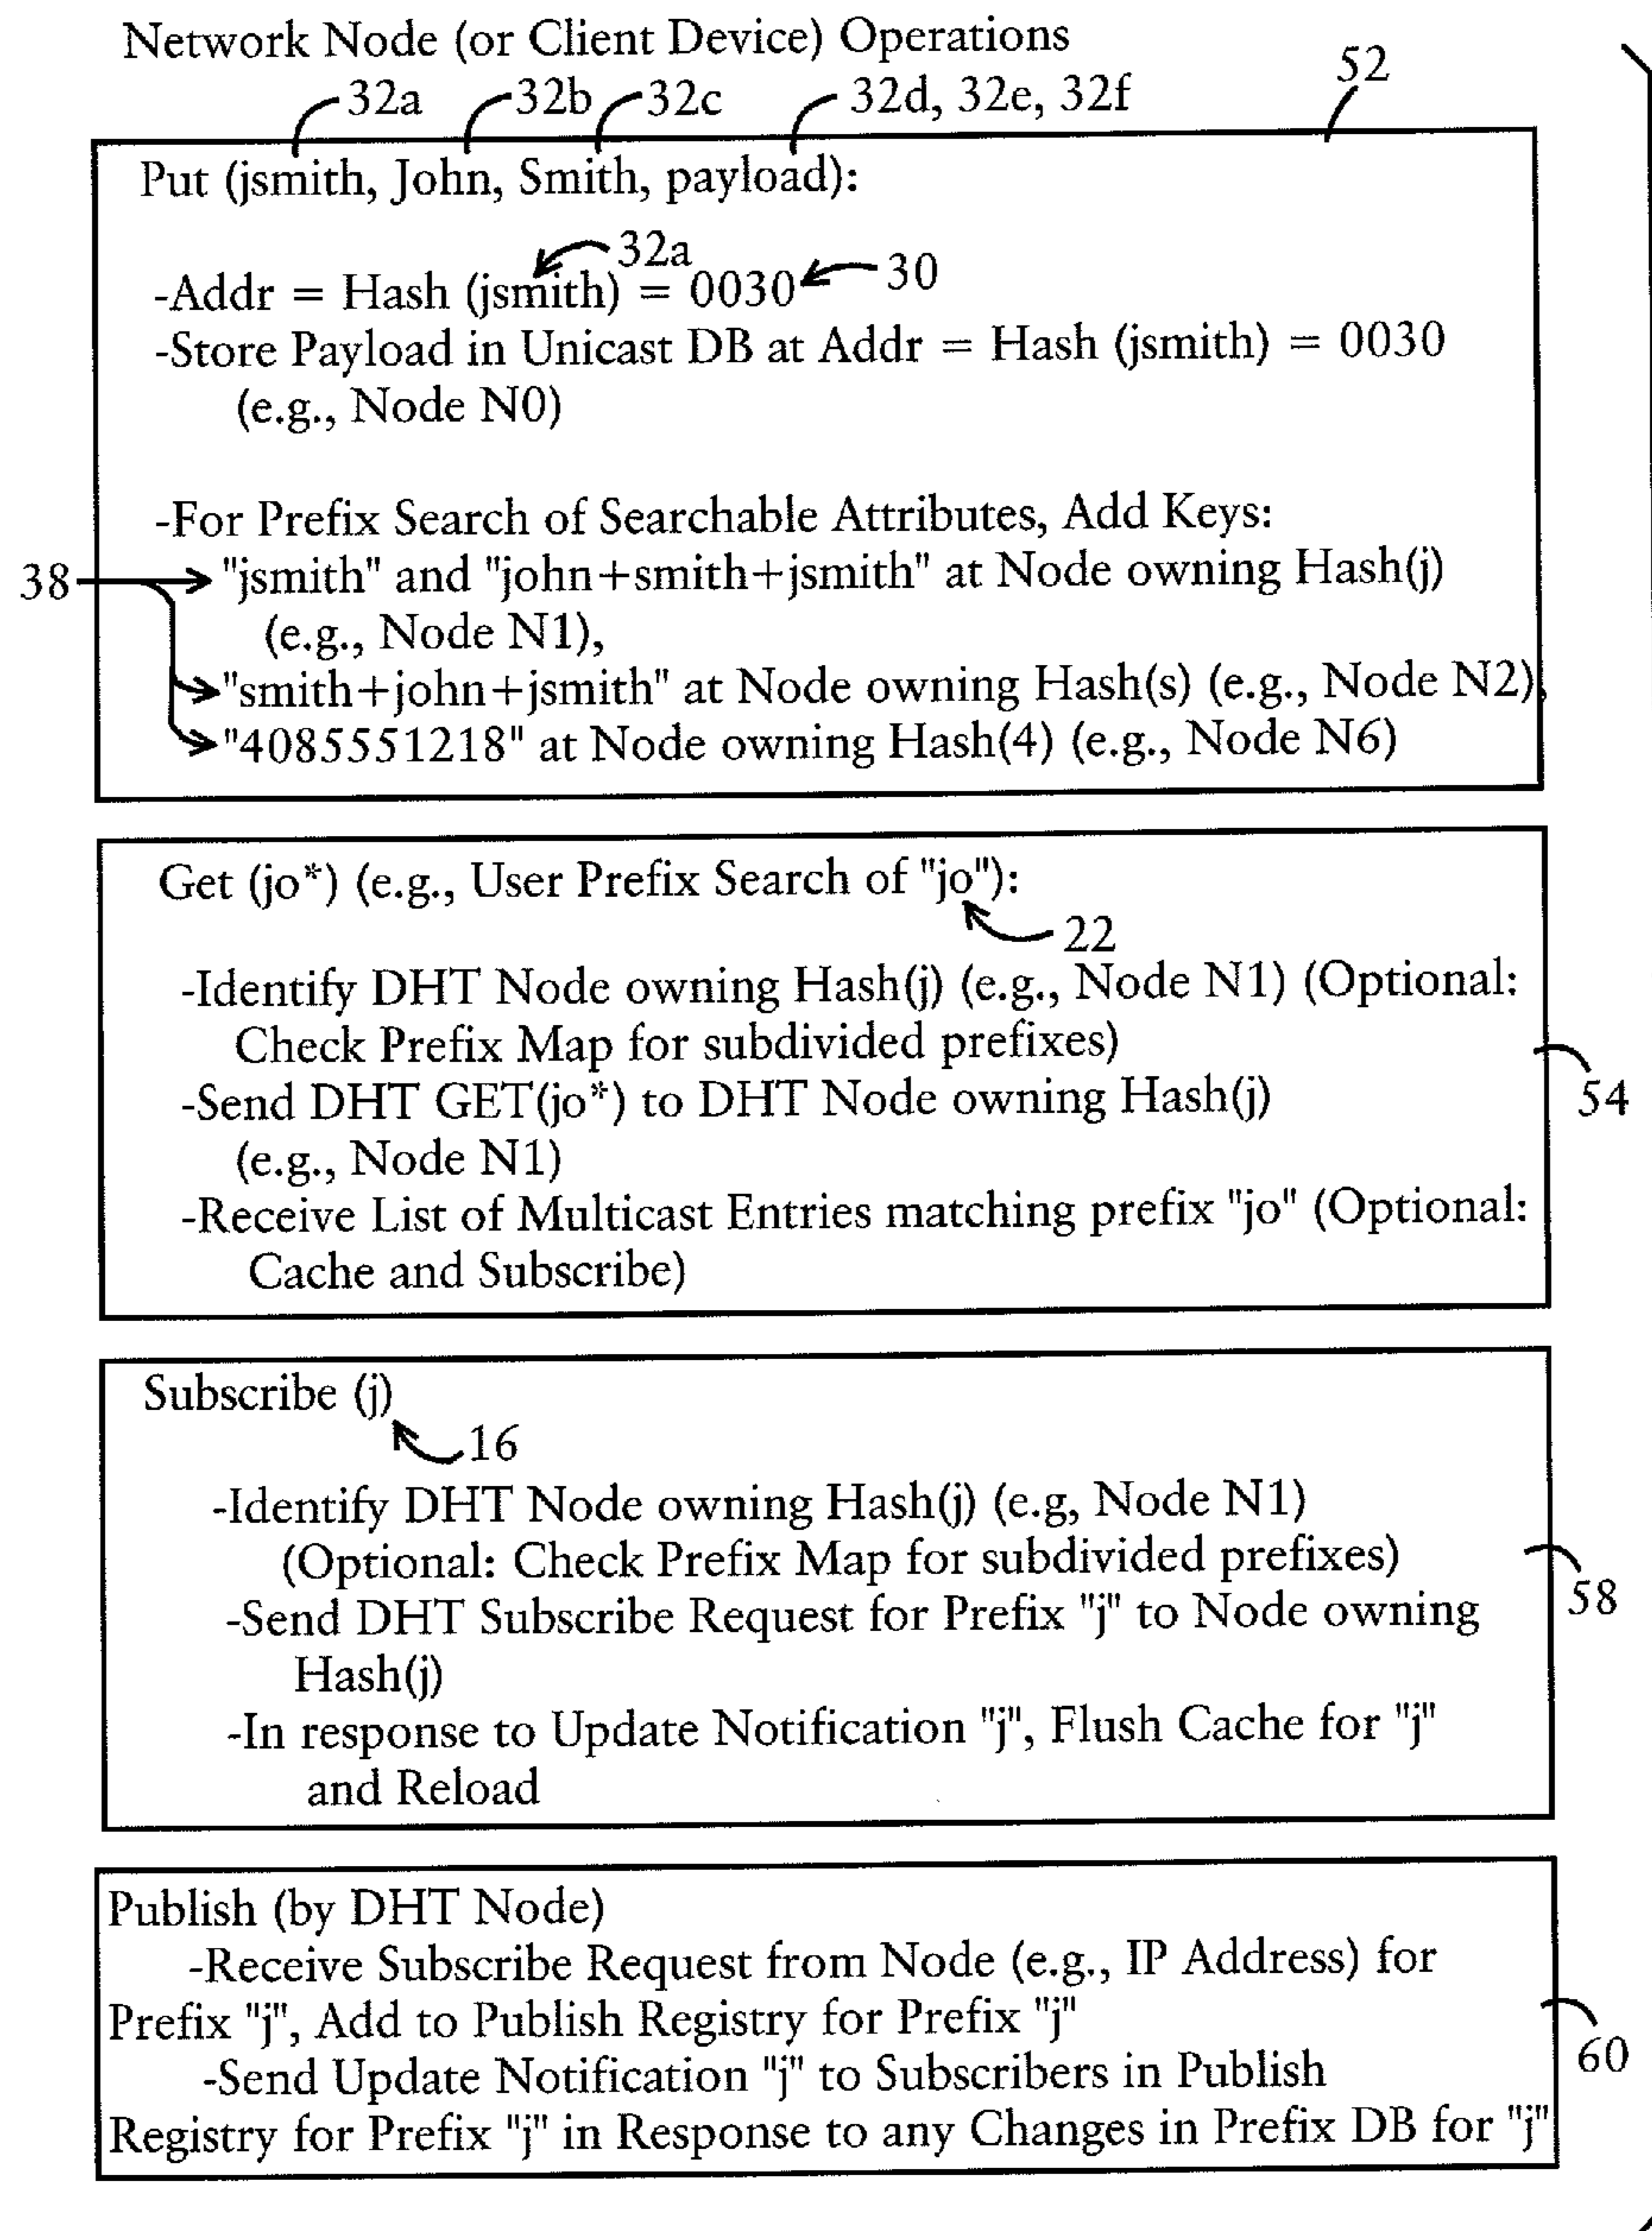 Network Node (or Client Device) Operations
32a 32b 32c 32d, 32e, 32f 52
Put (jsmith, John, Smith, payload):
32a
-Addr = Hash (jsmith) = 0030 30
-Store Payload in Unicast DB at Addr = Hash (jsmith) = 0030
(e.g., Node N0)
-For Prefix Search of Searchable Attributes, Add Keys:
38 "jsmith" and "john+smith+jsmith" at Node owning Hash(j)
(e.g., Node N1),
"smith+john+jsmith" at Node owning Hash(s) (e.g., Node N2),
"4085551218" at Node owning Hash(4) (e.g., Node N6)
Get (jo*) (e.g., User Prefix Search of "jo"):
22
-Identify DHT Node owning Hash(j) (e.g., Node N1) (Optional:
Check Prefix Map for subdivided prefixes)
-Send DHT GET(jo*) to DHT Node owning Hash(j)
54
(e.g., Node N1)
-Receive List of Multicast Entries matching prefix "jo" (Optional:
Cache and Subscribe)
Subscribe (j)
16
-Identify DHT Node owning Hash(j) (e.g, Node N1)
(Optional: Check Prefix Map for subdivided prefixes)
58
-Send DHT Subscribe Request for Prefix "j" to Node owning
Hash(j)
-In response to Update Notification "j", Flush Cache for "j"
and Reload
Publish (by DHT Node)
-Receive Subscribe Request from Node (e.g., IP Address) for
Prefix "j", Add to Publish Registry for Prefix "j"
60
-Send Update Notification "j" to Subscribers in Publish
Registry for Prefix "j" in Response to any Changes in Prefix DB for "j"